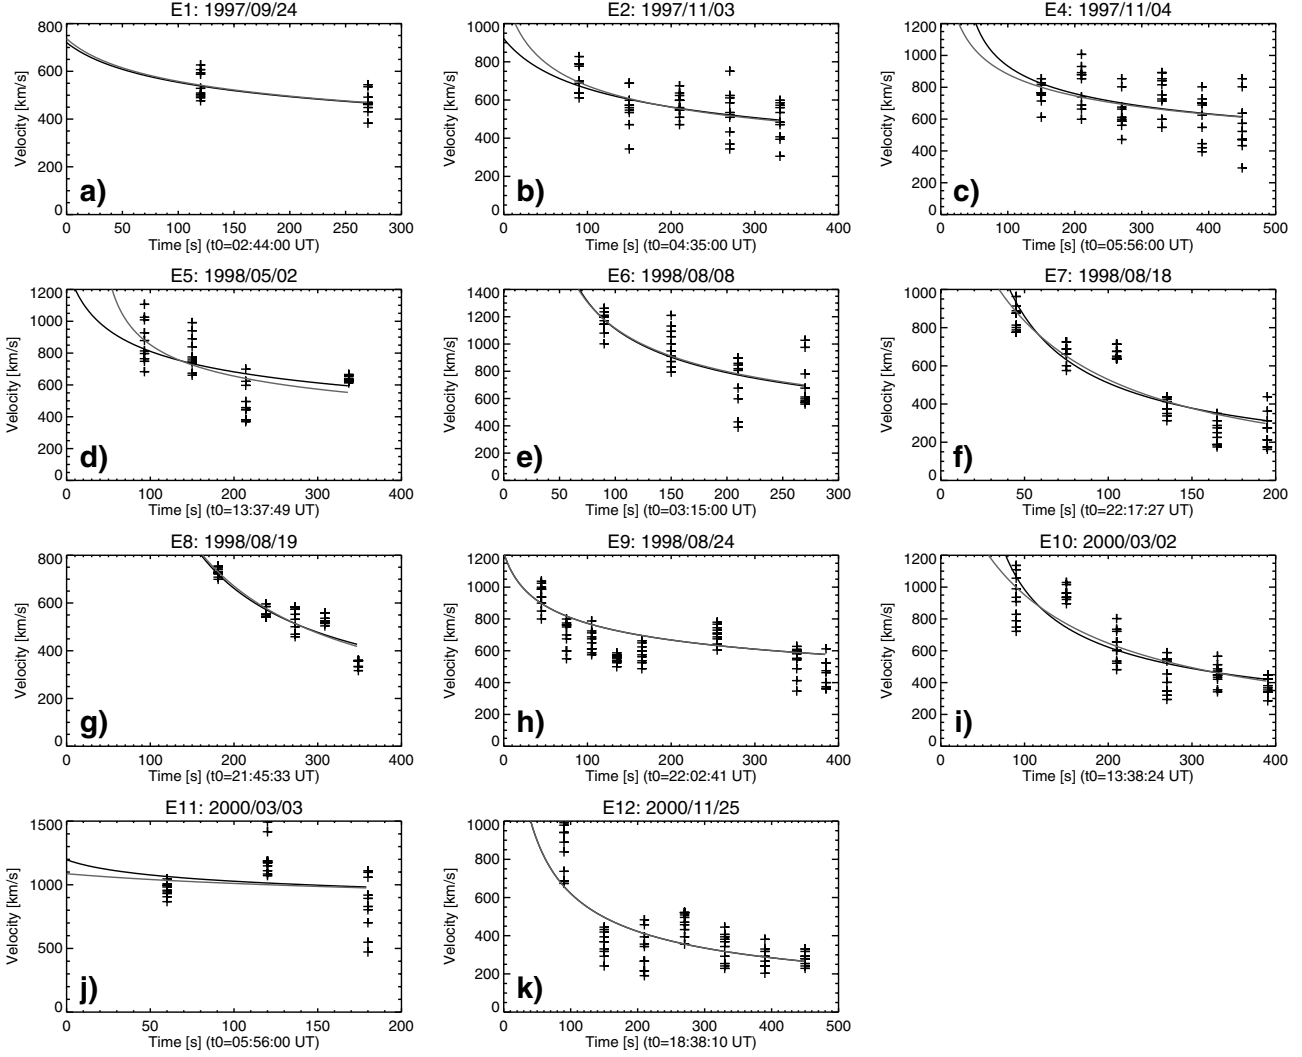 E1: 1997/09/24
800
600
400
200
0
Velocity [km/s]
a)
0 50 100 150 200 250 300
Time [s] (t0=02:44:00 UT)
E2: 1997/11/03
1000
800
600
400
200
0
Velocity [km/s]
b)
0 100 200 300 400
Time [s] (t0=04:35:00 UT)
E4: 1997/11/04
1200
1000
800
600
400
200
0
Velocity [km/s]
c)
0 100 200 300 400 500
Time [s] (t0=05:56:00 UT)
E5: 1998/05/02
1200
1000
800
600
400
200
0
Velocity [km/s]
d)
0 100 200 300 400
Time [s] (t0=13:37:49 UT)
E6: 1998/08/08
1400
1200
1000
800
600
400
200
0
Velocity [km/s]
e)
0 50 100 150 200 250 300
Time [s] (t0=03:15:00 UT)
E7: 1998/08/18
1000
800
600
400
200
0
Velocity [km/s]
f)
0 50 100 150 200
Time [s] (t0=22:17:27 UT)
E8: 1998/08/19
800
600
400
200
0
Velocity [km/s]
g)
0 100 200 300 400
Time [s] (t0=21:45:33 UT)
E9: 1998/08/24
1200
1000
800
600
400
200
0
Velocity [km/s]
h)
0 100 200 300 400
Time [s] (t0=22:02:41 UT)
E10: 2000/03/02
1200
1000
800
600
400
200
0
Velocity [km/s]
i)
0 100 200 300 400
Time [s] (t0=13:38:24 UT)
E11: 2000/03/03
1500
1000
500
0
Velocity [km/s]
j)
0 50 100 150 200
Time [s] (t0=05:56:00 UT)
E12: 2000/11/25
1000
800
600
400
200
0
Velocity [km/s]
k)
0 100 200 300 400 500
Time [s] (t0=18:38:10 UT)